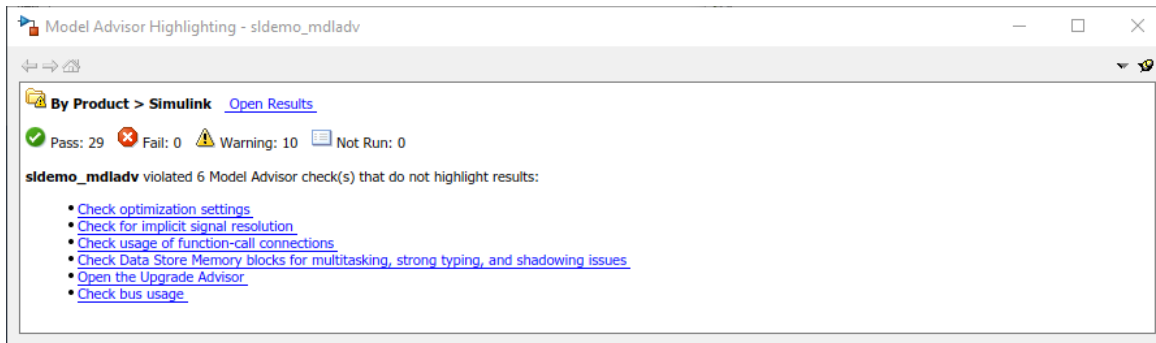 Model Advisor Highlighting - sldemo_mdladv
By Product > Simulink Open Results
Pass: 29 Fail: 0 Warning: 10 Not Run: 0
sldemo_mdladv violated 6 Model Advisor check(s) that do not highlight results:
• Check optimization settings
• Check for implicit signal resolution
• Check usage of function-call connections
• Check Data Store Memory blocks for multitasking, strong typing, and shadowing issues
• Open the Upgrade Advisor
• Check bus usage